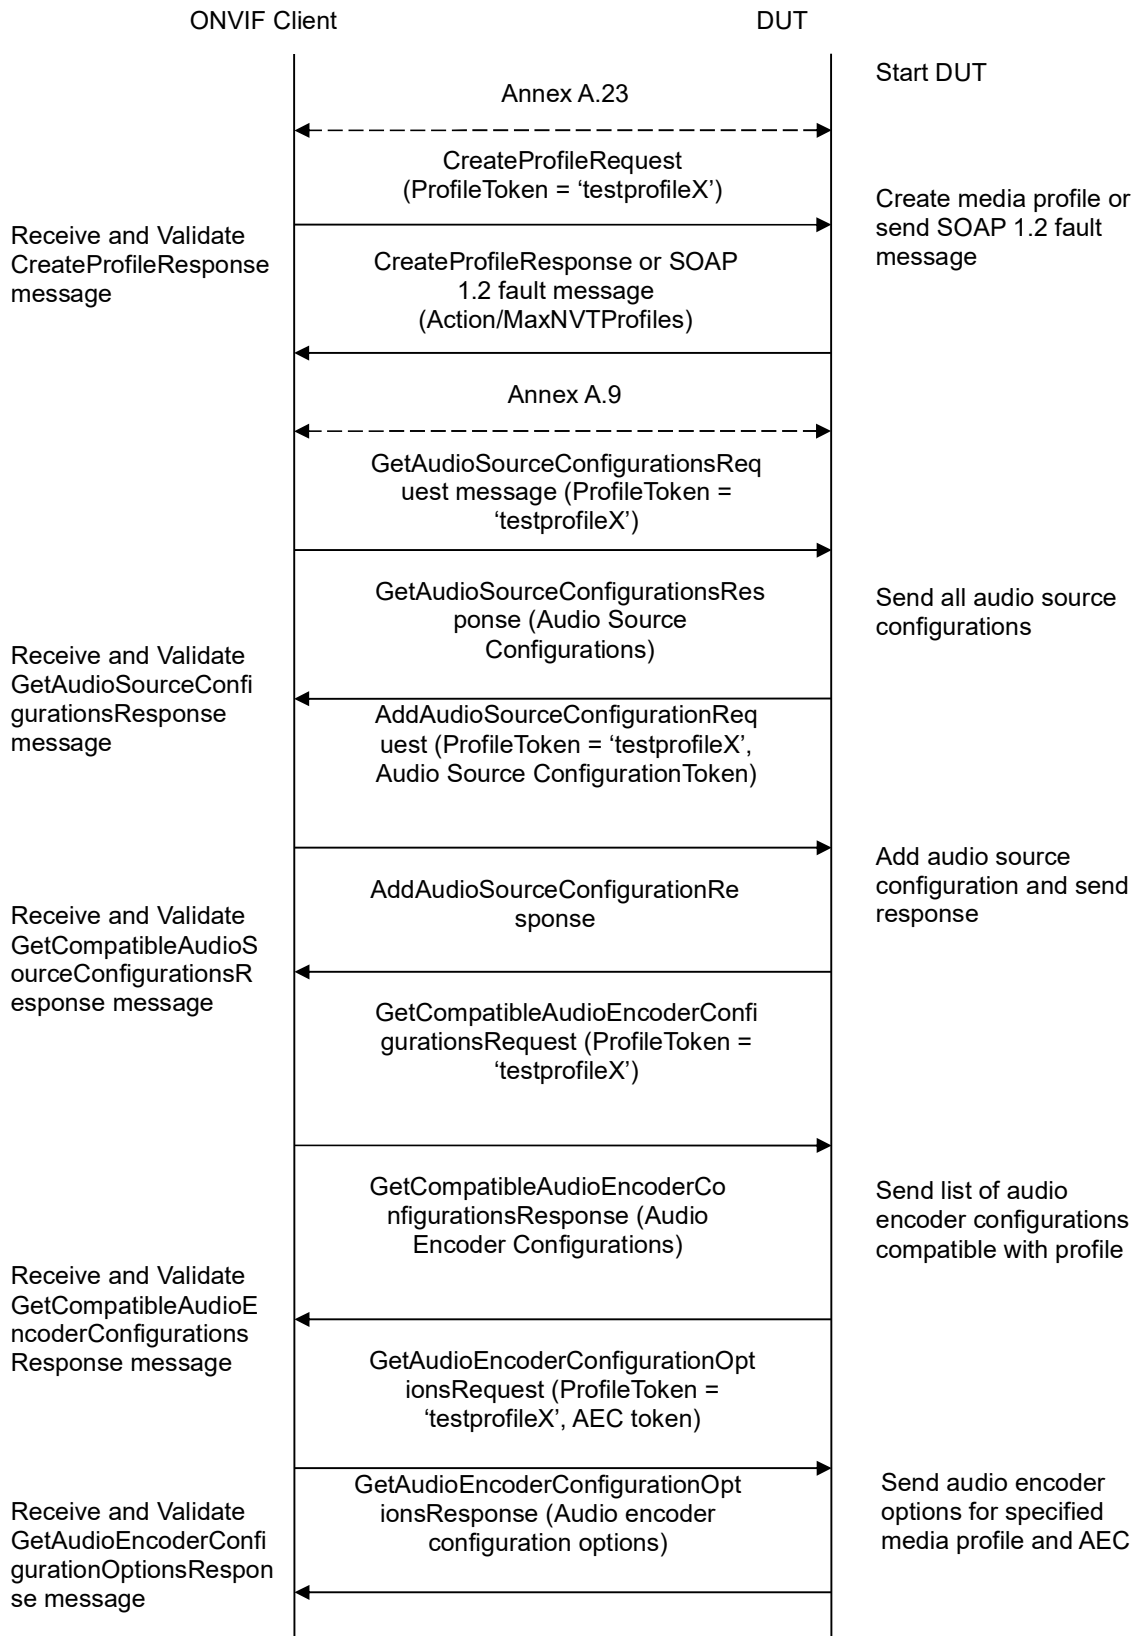 ONVIF Client
DUT
Start DUT
Annex A.23
CreateProfileRequest
(ProfileToken = ‘testprofileX’)
Create media profile or
send SOAP 1.2 fault
message
Receive and Validate
CreateProfileResponse
message
CreateProfileResponse or SOAP
1.2 fault message
(Action/MaxNVTProfiles)
Annex A.9
GetAudioSourceConfigurationsReq
uest message (ProfileToken =
‘testprofileX’)
GetAudioSourceConfigurationsRes
ponse (Audio Source
Configurations)
Send all audio source
configurations
Receive and Validate
GetAudioSourceConfi
gurationsResponse
message
AddAudioSourceConfigurationReq
uest (ProfileToken = ‘testprofileX’,
Audio Source ConfigurationToken)
Add audio source
configuration and send
response
AddAudioSourceConfigurationRe
sponse
Receive and Validate
GetCompatibleAudioS
ourceConfigurationsR
esponse message
GetCompatibleAudioEncoderConfi
gurationsRequest (ProfileToken =
‘testprofileX’)
GetCompatibleAudioEncoderCo
nfigurationsResponse (Audio
Encoder Configurations)
Send list of audio
encoder configurations
compatible with profile
Receive and Validate
GetCompatibleAudioE
ncoderConfigurations
Response message
GetAudioEncoderConfigurationOpt
ionsRequest (ProfileToken =
‘testprofileX’, AEC token)
GetAudioEncoderConfigurationOpt
ionsResponse (Audio encoder
configuration options)
Send audio encoder
options for specified
media profile and AEC
Receive and Validate
GetAudioEncoderConfi
gurationOptionsRespon
se message